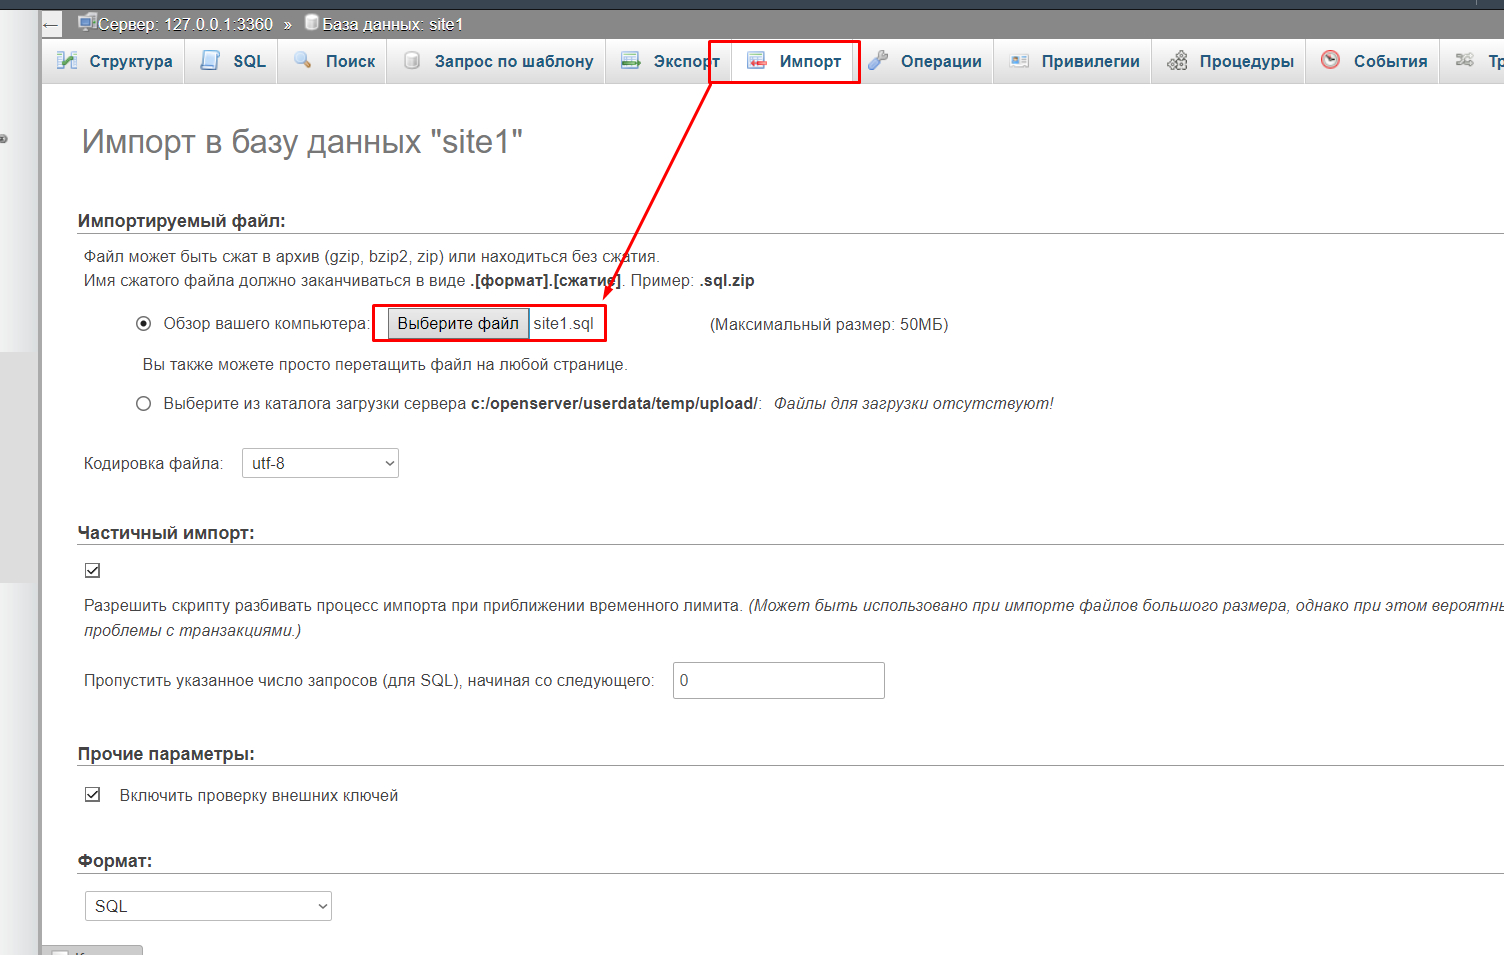 ← Сервер: 127.0.0.1:3360 » База данных: site1
Структура SQL Поиск Запрос по шаблону Экспорт Импорт Операции Привилегии Процедуры События
Импорт в базу данных "site1"
Импортируемый файл:
Файл может быть сжат в архив (gzip, bzip2, zip) или находиться без сжатия.
Имя сжатого файла должно заканчиваться в виде .[формат].[сжатие]. Пример: .sql.zip
Обзор вашего компьютера: Выберите файл site1.sql (Максимальный размер: 50МБ)
Вы также можете просто перетащить файл на любой странице.
Выберите из каталога загрузки сервера c:/openserver/userdata/temp/upload/: Файлы для загрузки отсутствуют!
Кодировка файла: utf-8
Частичный импорт:
Разрешить скрипту разбивать процесс импорта при приближении временного лимита. (Может быть использовано при импорте файлов большого размера, однако при этом вероятны
проблемы с транзакциями.)
Пропустить указанное число запросов (для SQL), начиная со следующего: 0
Прочие параметры:
Включить проверку внешних ключей
Формат:
SQL